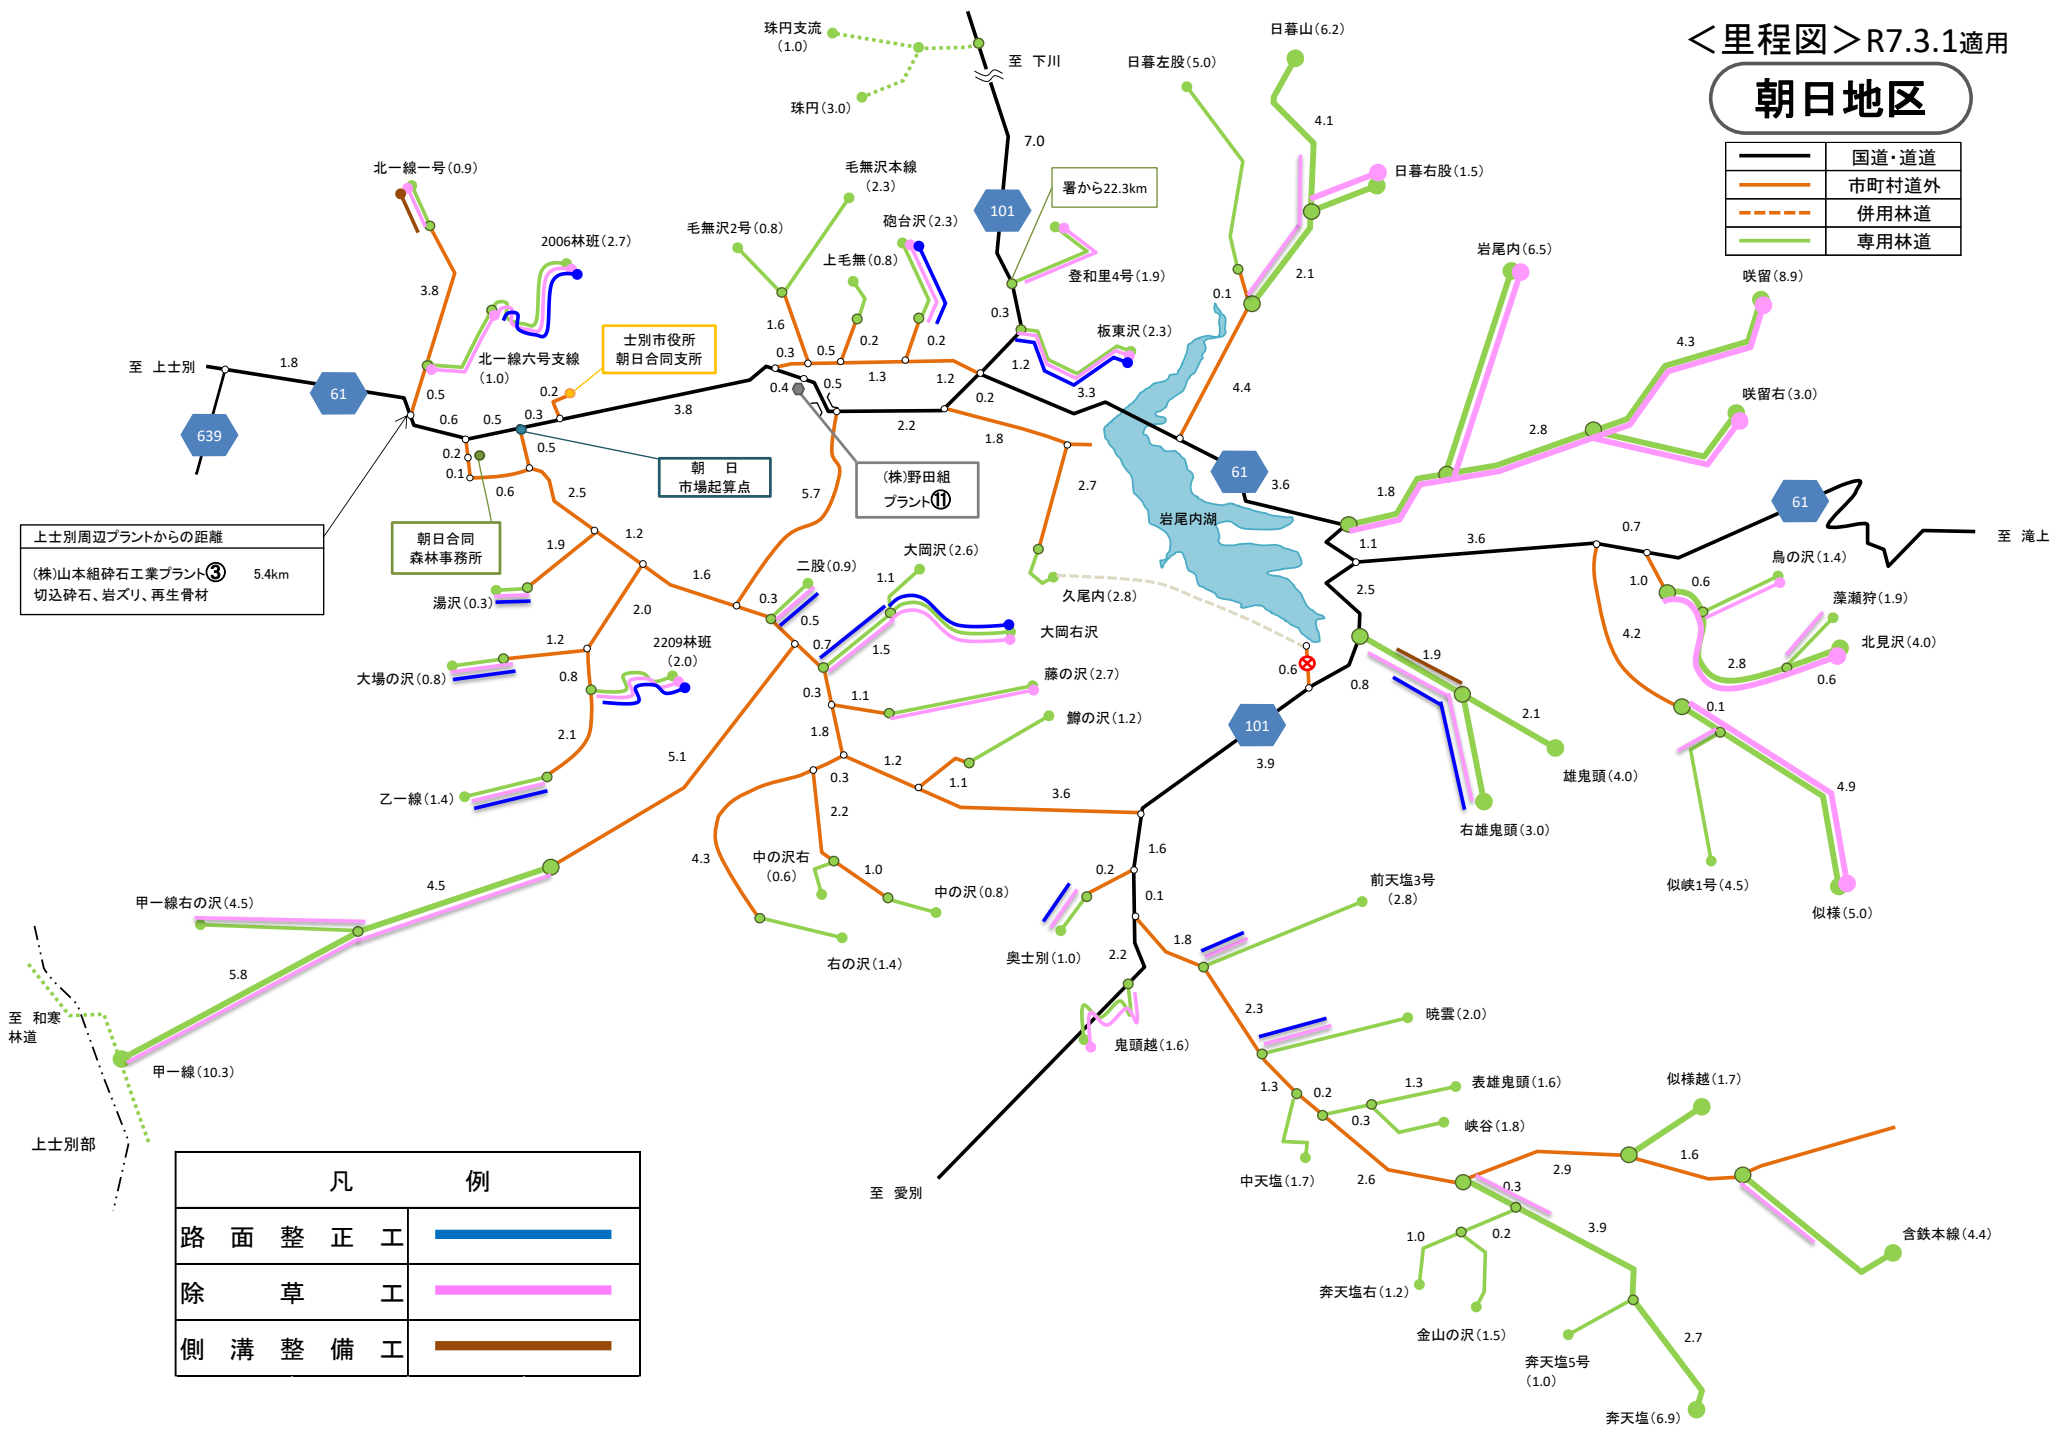 ＜里程図＞R7.3.1適用
朝日地区
国道・道道
市町村道外
併用林道
専用林道
珠円支流
（1.0）
珠円（3.0）
至　下川
7.0
101
署から22.3km
日暮左股（5.0）
日暮山（6.2）
4.1
日暮右股（1.5）
2.1
0.1
4.4
北一線一号（0.9）
3.8
2006林班（2.7）
北一線六号支線
（1.0）
0.5
至　上士別
1.8
61
639
0.6
0.5
0.3
0.2
士別市役所
朝日合同支所
3.8
毛無沢本線
（2.3）
毛無沢2号（0.8）
上毛無（0.8）
砲台沢（2.3）
1.6
0.3
0.5
0.2
1.3
0.2
1.2
0.4
0.5
2.2
0.2
登和里4号（1.9）
0.3
板東沢（2.3）
1.2
3.3
1.8
2.7
久尾内（2.8）
岩尾内湖
61
3.6
岩尾内（6.5）
咲留（8.9）
4.3
咲留右（3.0）
2.8
1.8
1.1
3.6
0.7
61
至　滝上
2.5
0.2
0.1
0.6
0.5
2.5
朝　日
市場起算点
朝日合同
森林事務所
(株)野田組
プラント⑪
5.7
上士別周辺プラントからの距離
(株)山本組砕石工業プラント③　5.4km
切込砕石、岩ズリ、再生骨材
1.9
湯沢（0.3）
1.2
2.0
1.6
1.2
大場の沢（0.8）
2209林班
（2.0）
0.8
2.1
乙一線（1.4）
二股（0.9）
0.3
0.5
0.7
大岡沢（2.6）
1.1
大岡右沢
1.5
0.3
1.1
藤の沢（2.7）
鱒の沢（1.2）
1.8
1.2
1.1
0.3
2.2
3.6
5.1
4.3
中の沢右
（0.6）
1.0
中の沢（0.8）
右の沢（1.4）
4.5
甲一線右の沢（4.5）
5.8
甲一線（10.3）
至　和寒
林道
上士別部
0.6
0.8
101
3.9
1.9
2.1
雄鬼頭（4.0）
右雄鬼頭（3.0）
1.0
0.6
鳥の沢（1.4）
藻瀬狩（1.9）
北見沢（4.0）
2.8
0.6
4.2
0.1
4.9
似峡1号（4.5）
似様（5.0）
1.6
0.2
0.1
奥士別（1.0）
2.2
1.8
鬼頭越（1.6）
至　愛別
前天塩3号
（2.8）
2.3
暁雲（2.0）
1.3
0.2
0.3
1.3
表雄鬼頭（1.6）
峡谷（1.8）
中天塩（1.7）
2.6
2.9
似様越（1.7）
1.6
含鉄本線（4.4）
0.3
3.9
1.0
0.2
奔天塩右（1.2）
金山の沢（1.5）
奔天塩5号
（1.0）
2.7
奔天塩（6.9）
凡　例
路面整正工
除草工
側溝整備工